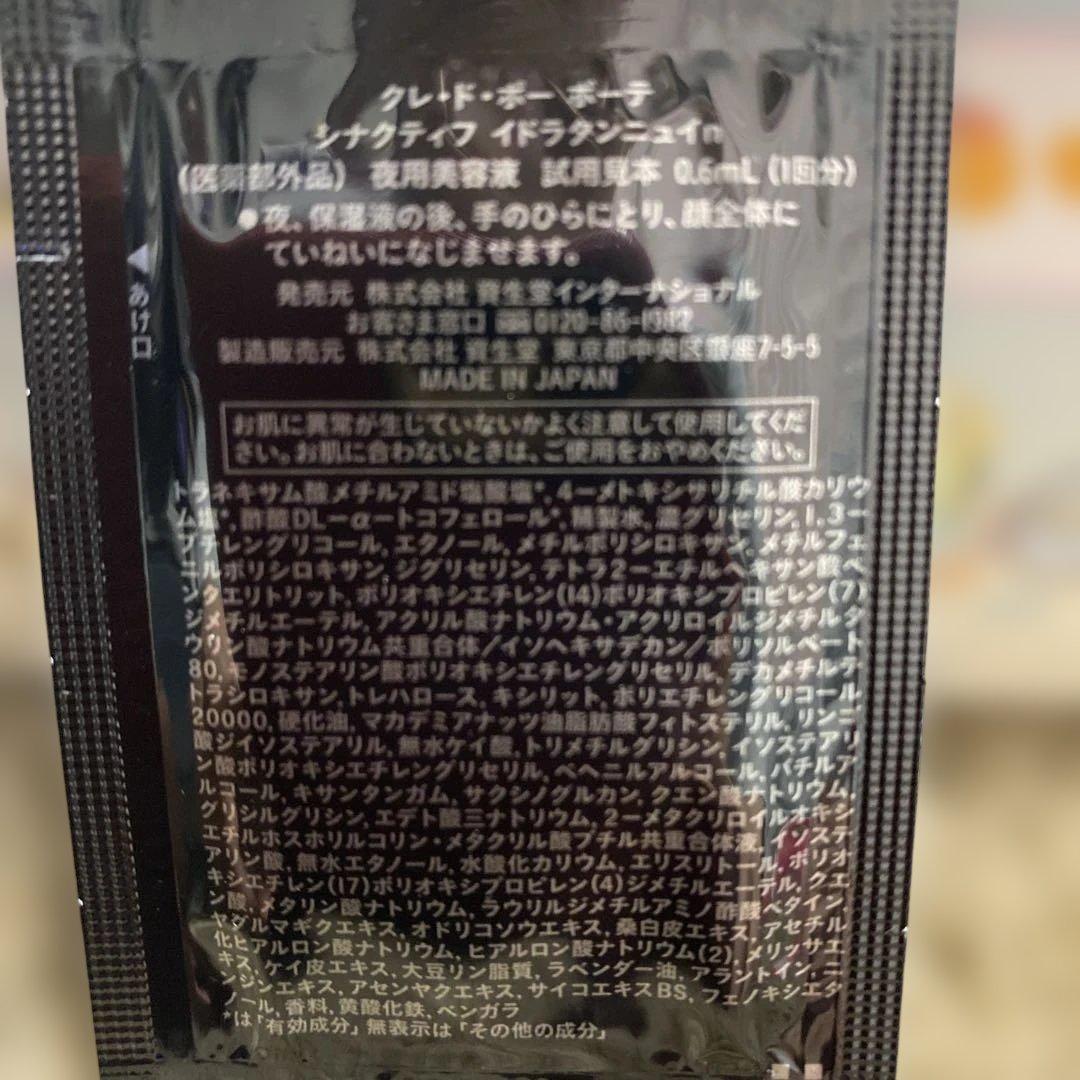 クレ・ド・ポー ボーテ
シナクティフ イドラタンニュイn
(医薬部外品) 夜用美容液 試用見本 0.6mL (1回分)
●夜、保湿液の後、手のひらにとり、顔全体に
ていねいになじませます。
発売元 株式会社 資生堂インターナショナル
お客さま窓口 0120-86-1982
製造販売元 株式会社 資生堂 東京都中央区銀座7-5-5
MADE IN JAPAN
あけ口
お肌に異常が生じていないかよく注意して使用してくだ
さい。お肌に合わないときは、ご使用をおやめください。
トラネキサム酸メチルアミド塩酸塩*, 4－メトキシサリチル酸カリウ
ム塩*, 酢酸DL－α－トコフェロール*, 精製水, 濃グリセリン, 1,3－
ブチレングリコール, エタノール, メチルポリシロキサン, メチルフェ
ニルポリシロキサン, ジグリセリン, テトラ2－エチルヘキサン酸ペ
ンタエリトリット, ポリオキシエチレン(14)ポリオキシプロピレン(7)
ジメチルエーテル, アクリル酸ナトリウム・アクリロイルジメチルタ
ウリン酸ナトリウム共重合体/イソヘキサデカン/ポリソルベート
80, モノステアリン酸ポリオキシエチレングリセリル, デカメチルテ
トラシロキサン, トレハロース, キシリット, ポリエチレングリコール
20000, 硬化油, マカデミアナッツ油脂肪酸フィトステリル, リンゴ
酸ジイソステアリル, 無水ケイ酸, トリメチルグリシン, イソステアリ
ン酸ポリオキシエチレングリセリル, ベヘニルアルコール, バチルア
ルコール, キサンタンガム, サクシノグルカン, クエン酸ナトリウム,
グリシルグリシン, エデト酸三ナトリウム, 2－メタクリロイルオキシ
エチルホスホリルコリン・メタクリル酸ブチル共重合体液, イソステ
アリン酸, 無水エタノール, 水酸化カリウム, エリスリトール, ポリオ
キシエチレン(17)ポリオキシプロピレン(4)ジメチルエーテル, クエ
ン酸, メタリン酸ナトリウム, ラウリルジメチルアミノ酢酸ベタイン,
マグルマギクエキス, オドリコソウエキス, 桑白皮エキス, アセチル
化ヒアルロン酸ナトリウム, ヒアルロン酸ナトリウム(2), メリッサエ
キス, ケイ皮エキス, 大豆リン脂質, ラベンダー油, アラントイン, ニ
ンジンエキス, アセンヤクエキス, サイコエキスBS, フェノキシエタ
ノール, 香料, 黄酸化鉄, ベンガラ
*は「有効成分」無表示は「その他の成分」